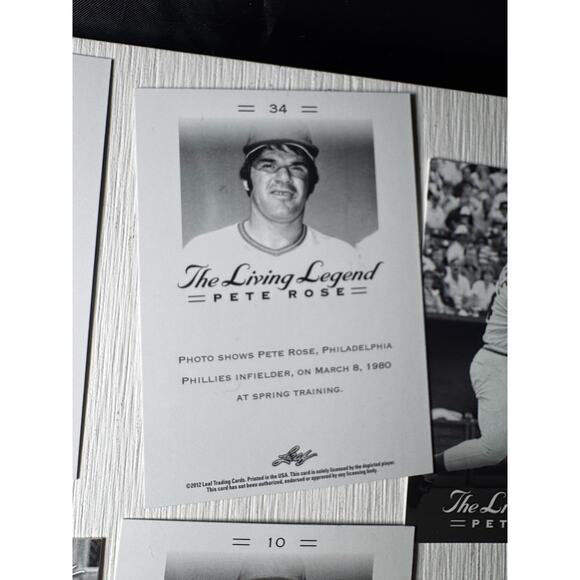 = 34 =
The Living Legend
= PETE ROSE =
PHOTO SHOWS PETE ROSE, PHILADELPHIA
PHILLIES INFIELDER, ON MARCH 8, 1980
AT SPRING TRAINING.
Leaf
©2012 Leaf Trading Cards. Printed in the USA. This card is solely licensed by the depicted player.
This card has not been authorized, endorsed or approved by any licensing body.
The Li
= PET
= 10 =